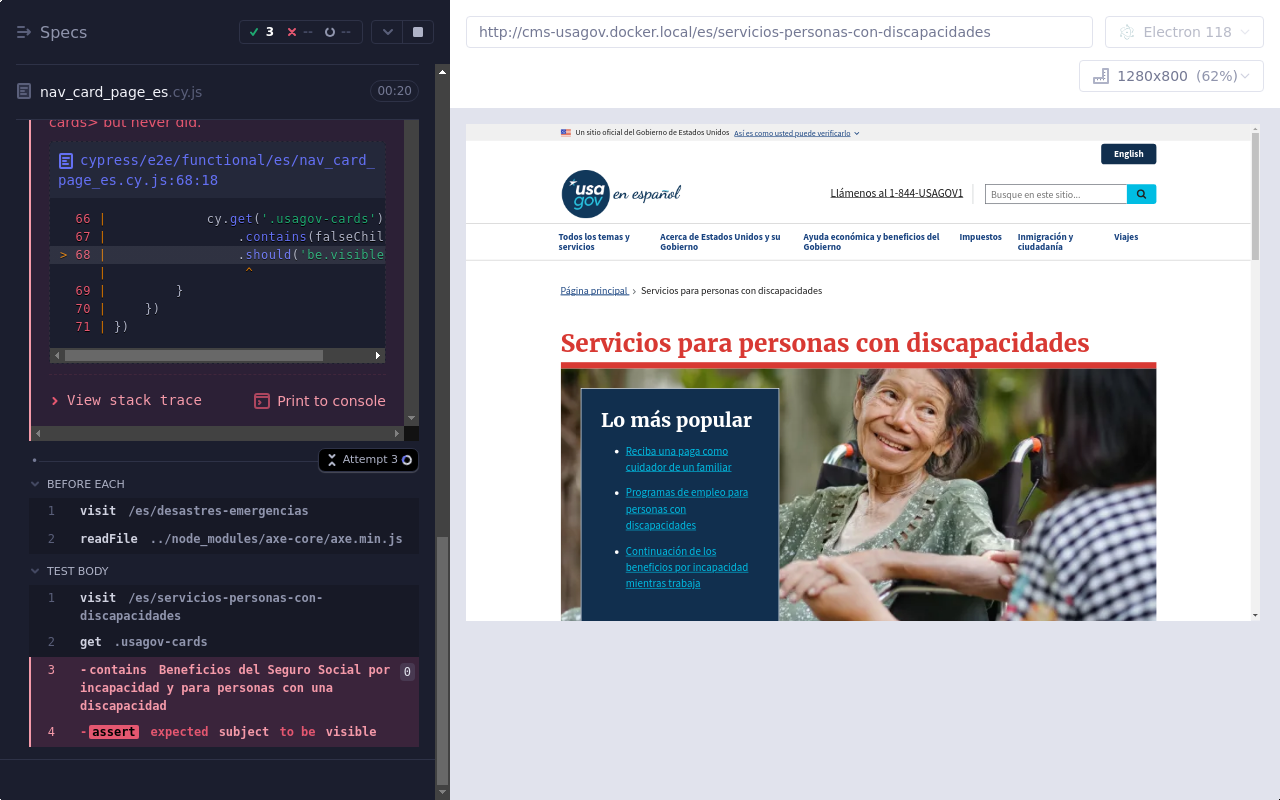 Specs
3
--
--
http://cms-usagov.docker.local/es/servicios-personas-con-discapacidades
Electron 118
1280x800 (62%)
nav_card_page_es.cy.js
00:20
cards> but never did.
cypress/e2e/functional/es/nav_card_
page_es.cy.js:68:18
66 | cy.get('.usagov-cards')
67 | .contains(falseChil
> 68 | .should('be.visible
| ^
69 | }
70 | })
71 | })
View stack trace
Print to console
Attempt 3
BEFORE EACH
1 visit /es/desastres-emergencias
2 readFile ../node_modules/axe-core/axe.min.js
TEST BODY
1 visit /es/servicios-personas-con-
discapacidades
2 get .usagov-cards
3 -contains Beneficios del Seguro Social por
incapacidad y para personas con una
discapacidad
0
4 -assert expected subject to be visible
Un sitio oficial del Gobierno de Estados Unidos Así es como usted puede verificarlo
English
usa
gov
en español
Llámenos al 1-844-USAGOV1
Busque en este sitio...
Todos los temas y
servicios
Acerca de Estados Unidos y su
Gobierno
Ayuda económica y beneficios del
Gobierno
Impuestos
Inmigración y
ciudadanía
Viajes
Página principal › Servicios para personas con discapacidades
Servicios para personas con discapacidades
Lo más popular
• Reciba una paga como
cuidador de un familiar
• Programas de empleo para
personas con
discapacidades
• Continuación de los
beneficios por incapacidad
mientras trabaja